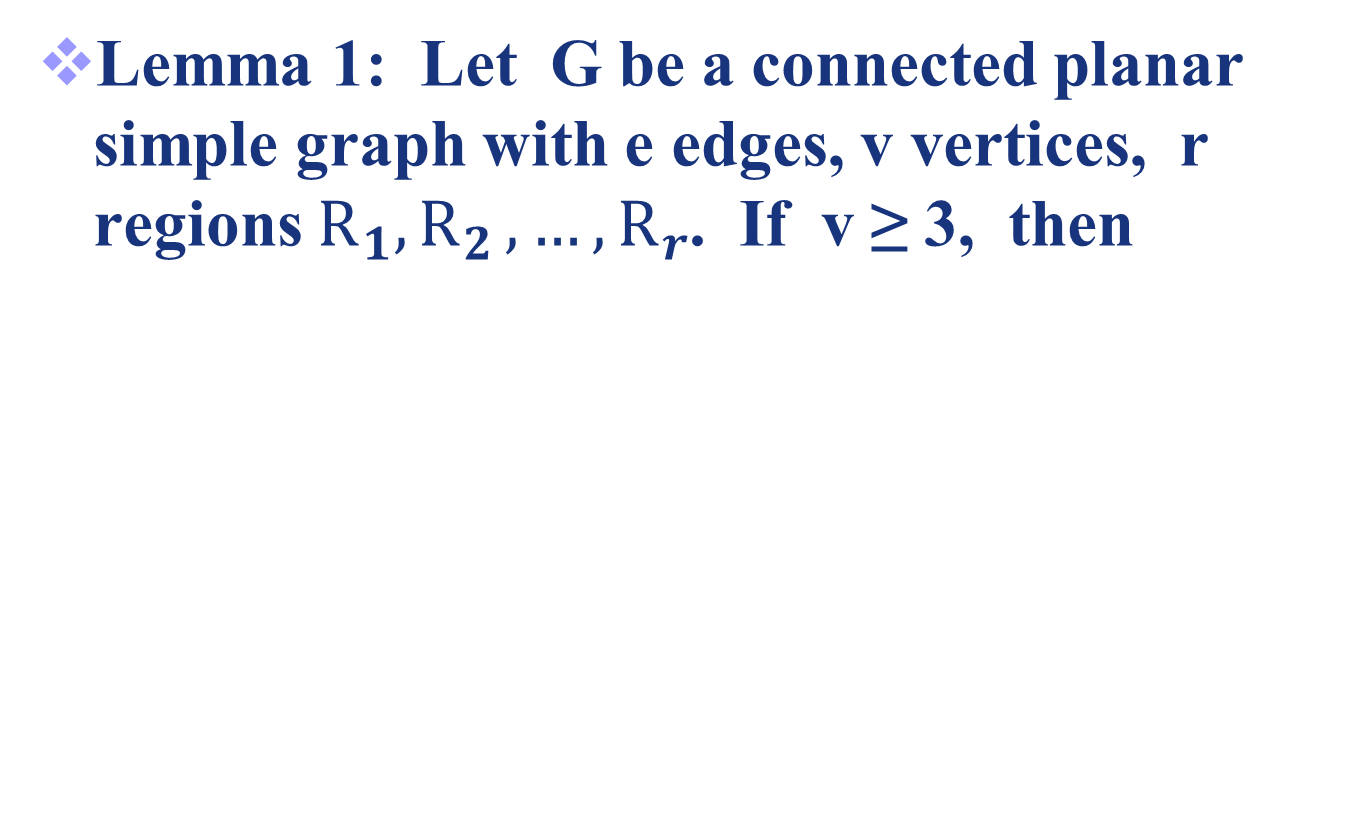 ❖Lemma 1: Let G be a connected planar
simple graph with e edges, v vertices, r
regions R₁, R₂ , … , Rᵣ. If v ≥ 3, then